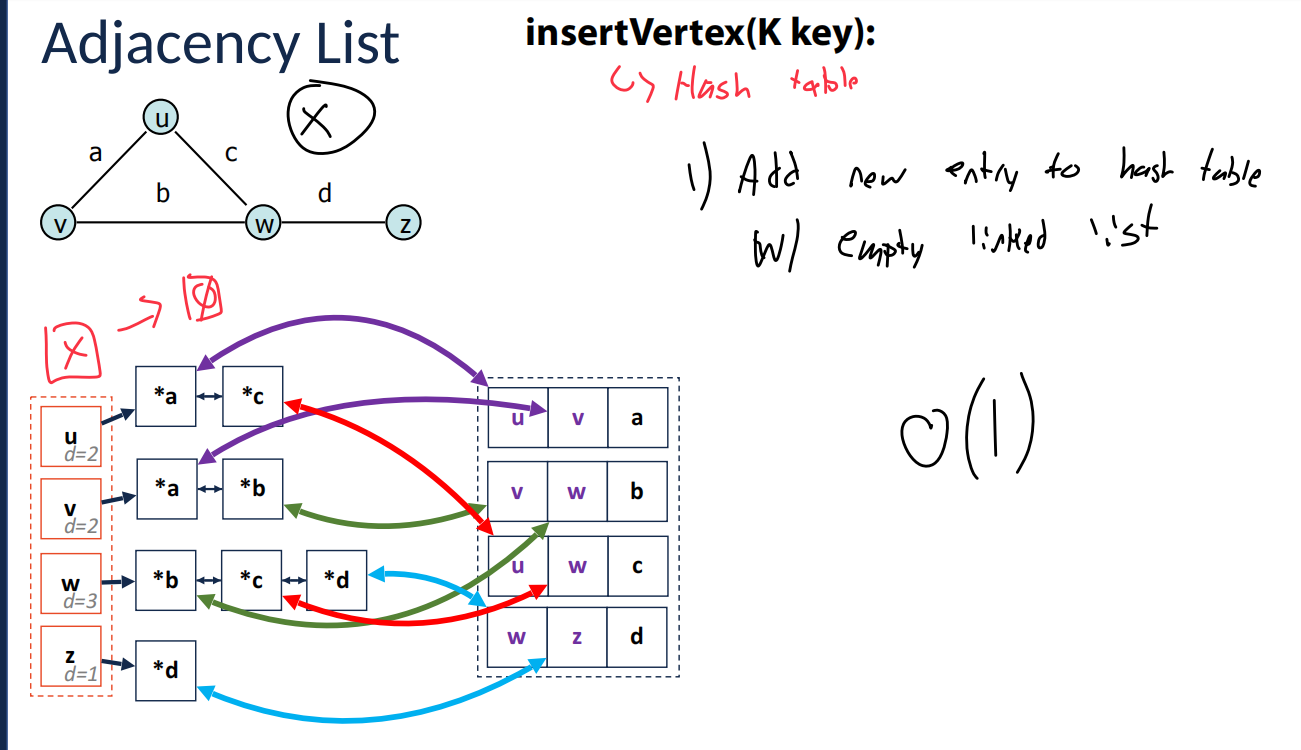 Adjacency List
insertVertex(K key):
↳ Hash table
u
X
a
c
b
d
v
w
z
1) Add new entry to hash table
w/ empty linked list
X → ∅
u
d=2
*a
*c
v
d=2
*a
*b
w
d=3
*b
*c
*d
z
d=1
*d
u v a
v w b
u w c
w z d
O(1)